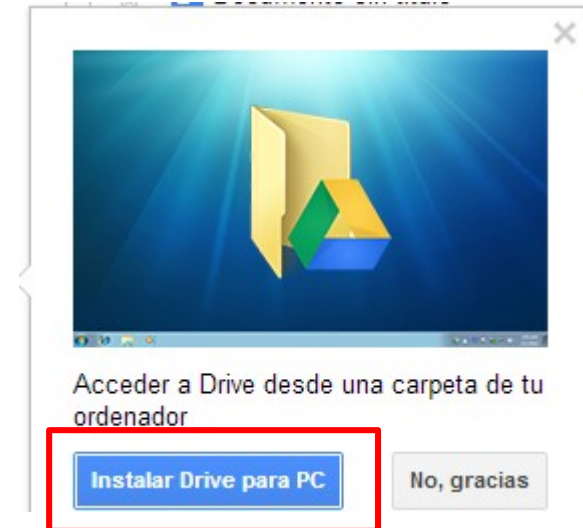 Acceder a Drive desde una carpeta de tu
ordenador
Instalar Drive para PC
No, gracias